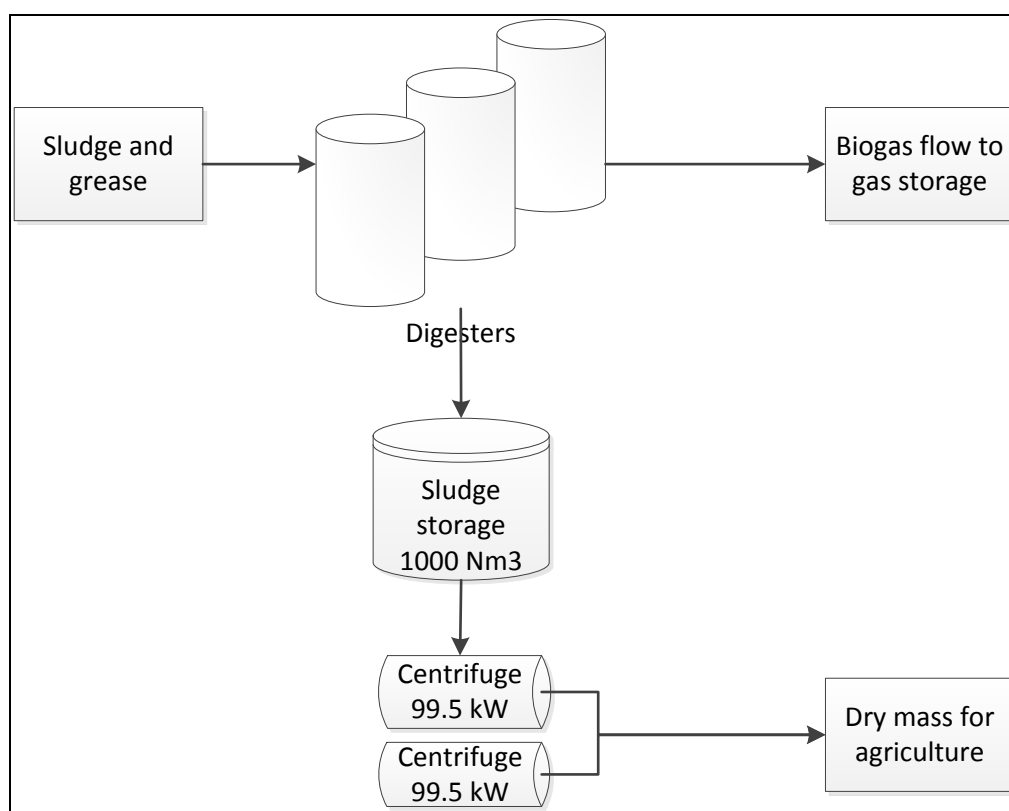 Sludge and
grease
Biogas flow to
gas storage
Digesters
Sludge
storage
1000 Nm3
Centrifuge
99.5 kW
Centrifuge
99.5 kW
Dry mass for
agriculture